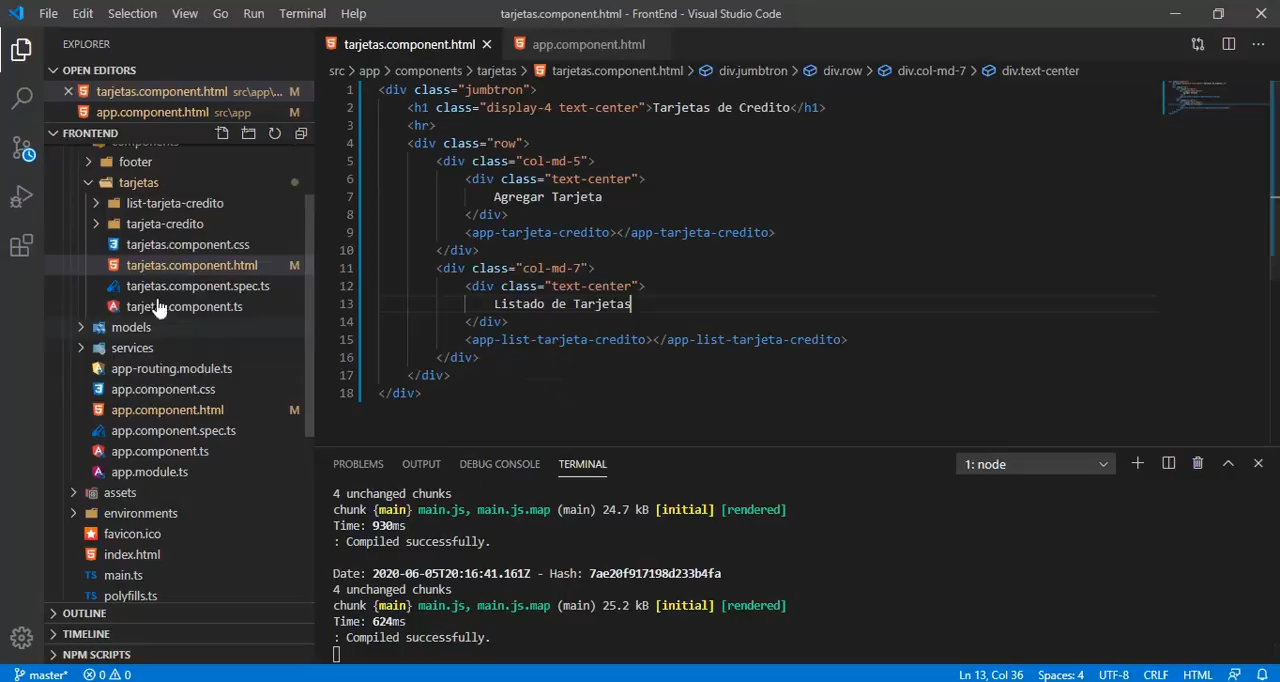 File Edit Selection View Go Run Terminal Help
tarjetas.component.html - FrontEnd - Visual Studio Code
EXPLORER
OPEN EDITORS
tarjetas.component.html src\app\... M
app.component.html src\app M
FRONTEND
components
footer
tarjetas
list-tarjeta-credito
tarjeta-credito
tarjetas.component.css
tarjetas.component.html M
tarjetas.component.spec.ts
tarjetas.component.ts
models
services
app-routing.module.ts
app.component.css
app.component.html M
app.component.spec.ts
app.component.ts
app.module.ts
assets
environments
favicon.ico
index.html
TS main.ts
TS polyfills.ts
OUTLINE
TIMELINE
NPM SCRIPTS
tarjetas.component.html
app.component.html
src > app > components > tarjetas > tarjetas.component.html > div.jumbtron > div.row > div.col-md-7 > div.text-center
1 <div class="jumbtron">
2 <h1 class="display-4 text-center">Tarjetas de Credito</h1>
3 <hr>
4 <div class="row">
5 <div class="col-md-5">
6 <div class="text-center">
7 Agregar Tarjeta
8 </div>
9 <app-tarjeta-credito></app-tarjeta-credito>
10 </div>
11 <div class="col-md-7">
12 <div class="text-center">
13 Listado de Tarjetas
14 </div>
15 <app-list-tarjeta-credito></app-list-tarjeta-credito>
16 </div>
17 </div>
18 </div>
PROBLEMS OUTPUT DEBUG CONSOLE TERMINAL
1: node
4 unchanged chunks
chunk {main} main.js, main.js.map (main) 24.7 kB [initial] [rendered]
Time: 930ms
: Compiled successfully.
Date: 2020-06-05T20:16:41.161Z - Hash: 7ae20f917198d233b4fa
4 unchanged chunks
chunk {main} main.js, main.js.map (main) 25.2 kB [initial] [rendered]
Time: 624ms
: Compiled successfully.
master* 0 0
Ln 13, Col 36 Spaces: 4 UTF-8 CRLF HTML